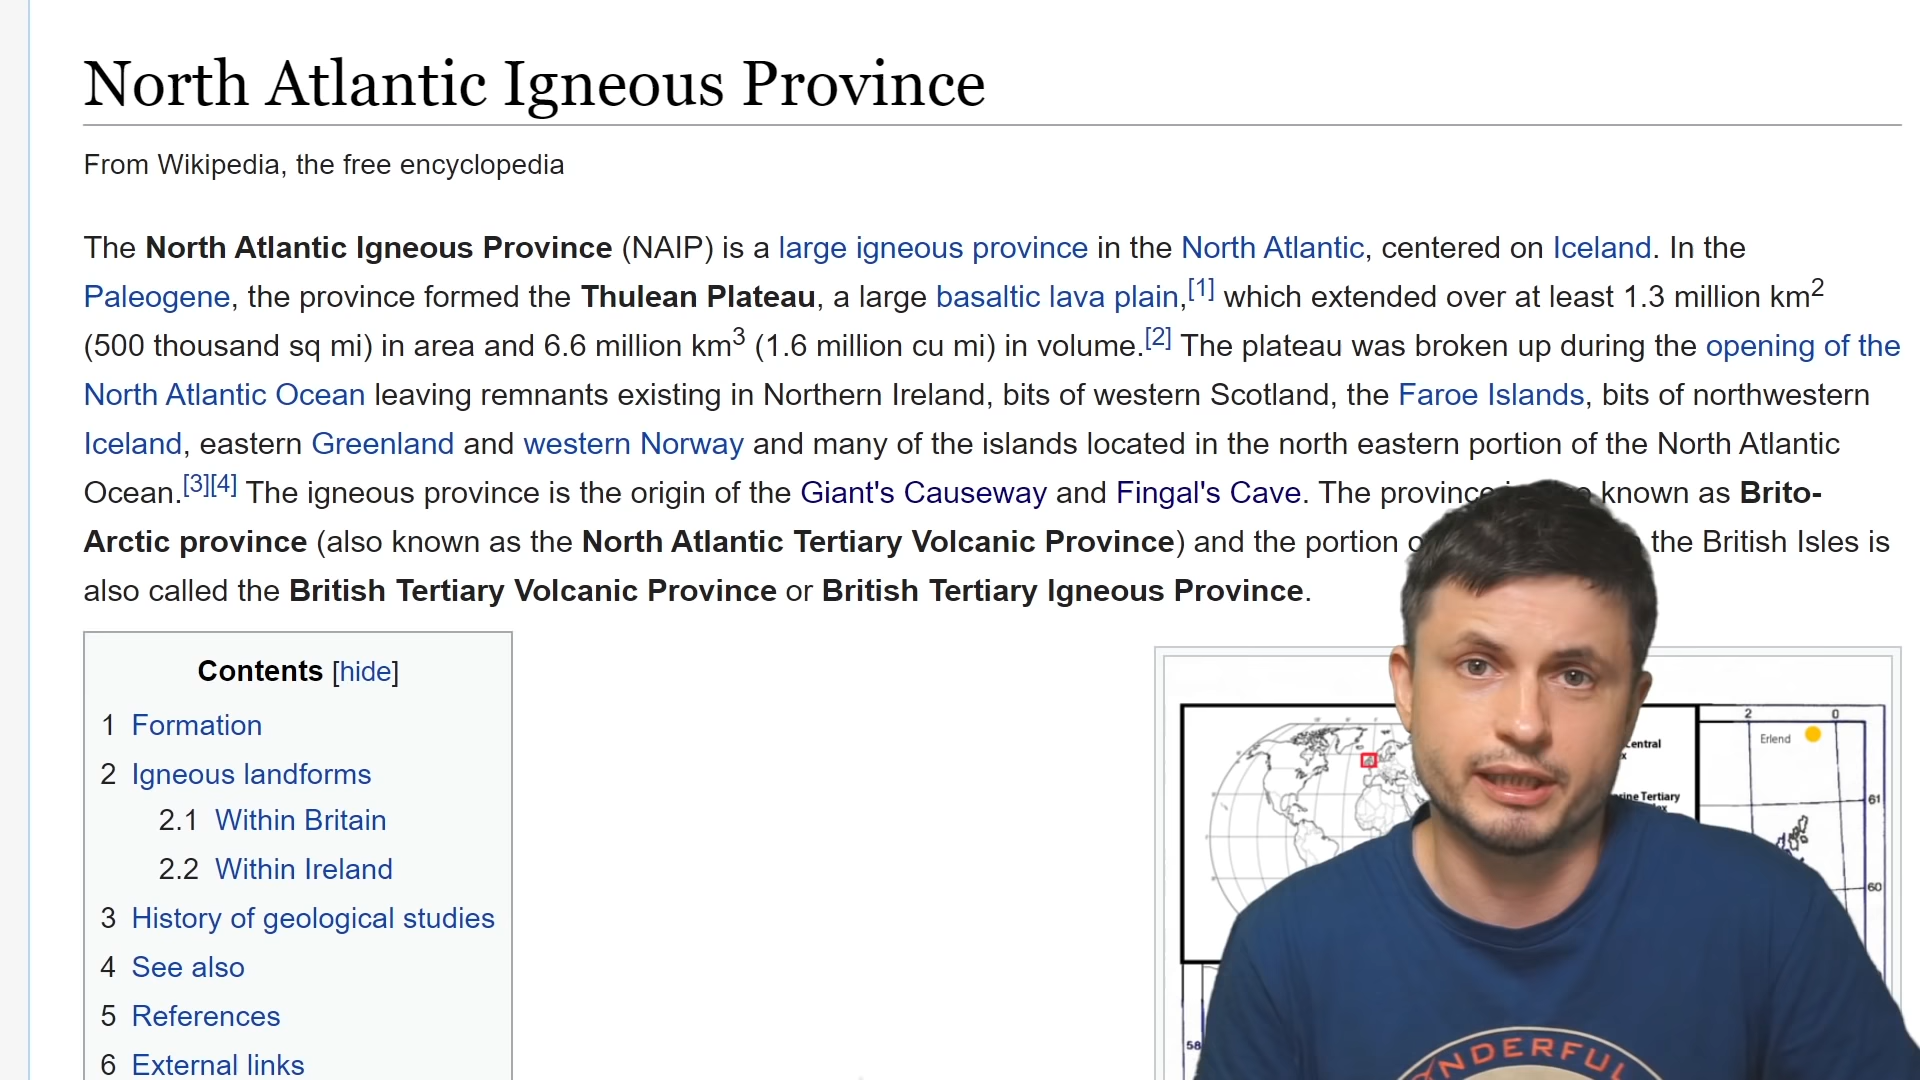 North Atlantic Igneous Province
From Wikipedia, the free encyclopedia
The North Atlantic Igneous Province (NAIP) is a large igneous province in the North Atlantic, centered on Iceland. In the
Paleogene, the province formed the Thulean Plateau, a large basaltic lava plain,[1] which extended over at least 1.3 million km2
(500 thousand sq mi) in area and 6.6 million km3 (1.6 million cu mi) in volume.[2] The plateau was broken up during the opening of the
North Atlantic Ocean leaving remnants existing in Northern Ireland, bits of western Scotland, the Faroe Islands, bits of northwestern
Iceland, eastern Greenland and western Norway and many of the islands located in the north eastern portion of the North Atlantic
Ocean.[3][4] The igneous province is the origin of the Giant's Causeway and Fingal's Cave. The province known as Brito-
Arctic province (also known as the North Atlantic Tertiary Volcanic Province) and the portion the British Isles is
also called the British Tertiary Volcanic Province or British Tertiary Igneous Province.
Contents [hide]
1 Formation
2 Igneous landforms
2.1 Within Britain
2.2 Within Ireland
3 History of geological studies
4 See also
5 References
6 External links
2 0
Erlend
Central
Tertiary
61
60
58
NDERFUL